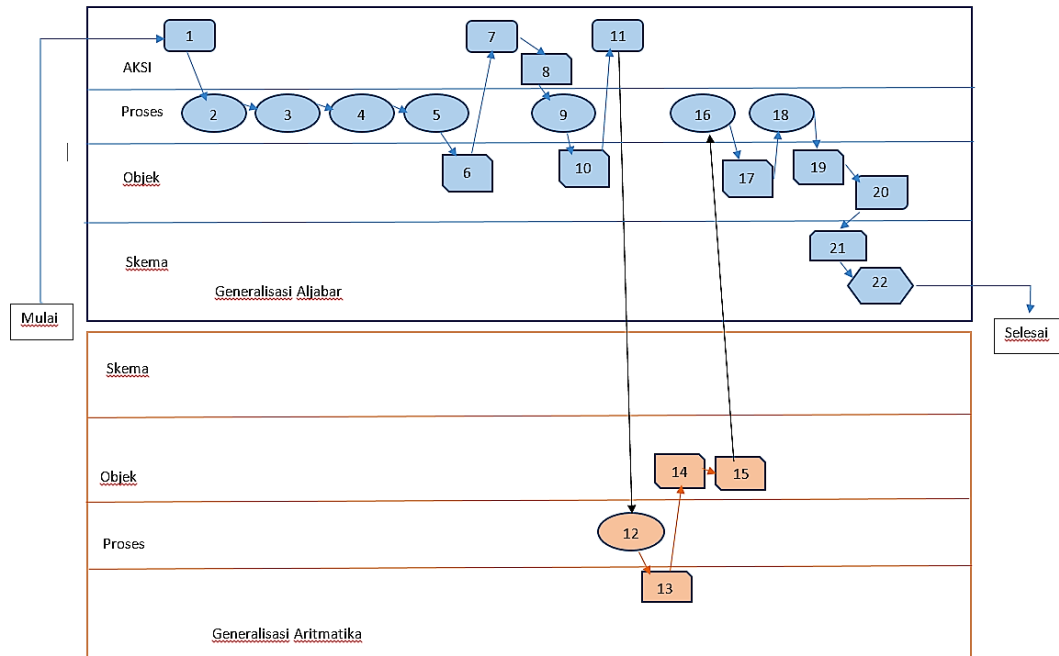 1
7
11
AKSI
8
Proses
2
3
4
5
9
16
18
6
10
17
19
Objek
20
21
Skema
22
Generalisasi Aljabar
Mulai
Selesai
Skema
Objek
14
15
12
Proses
13
Generalisasi Aritmatika